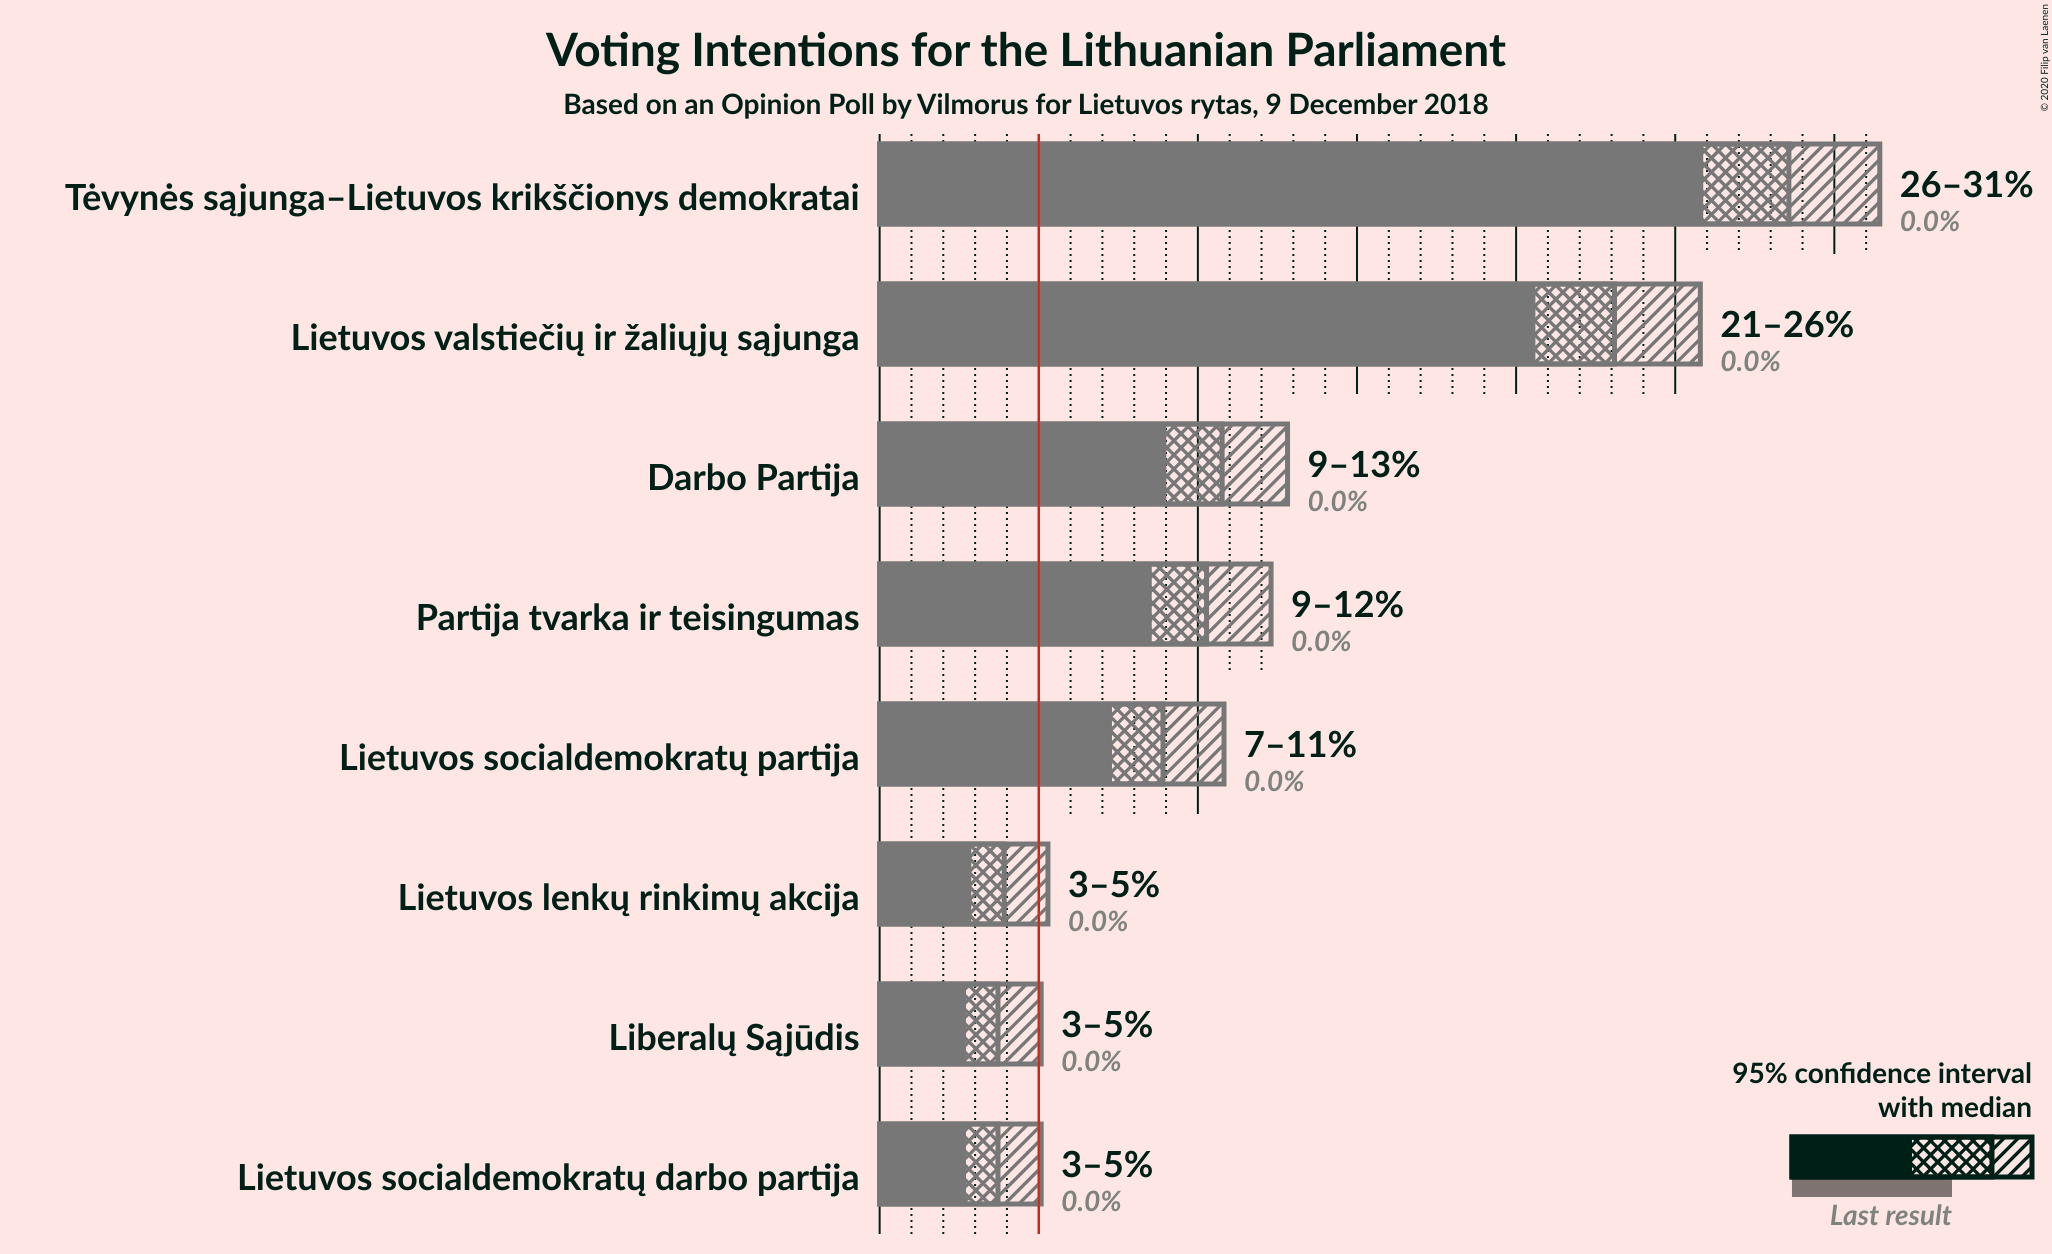 Voting Intentions for the Lithuanian Parliament
Based on an Opinion Poll by Vilmorus for Lietuvos rytas, 9 December 2018
© 2020 Filip van Laenen
Tėvynės sąjunga–Lietuvos krikščionys demokratai
26–31%
0.0%
Lietuvos valstiečių ir žaliųjų sąjunga
21–26%
0.0%
Darbo Partija
9–13%
0.0%
Partija tvarka ir teisingumas
9–12%
0.0%
Lietuvos socialdemokratų partija
7–11%
0.0%
Lietuvos lenkų rinkimų akcija
3–5%
0.0%
Liberalų Sąjūdis
3–5%
0.0%
Lietuvos socialdemokratų darbo partija
3–5%
0.0%
95% confidence interval
with median
Last result